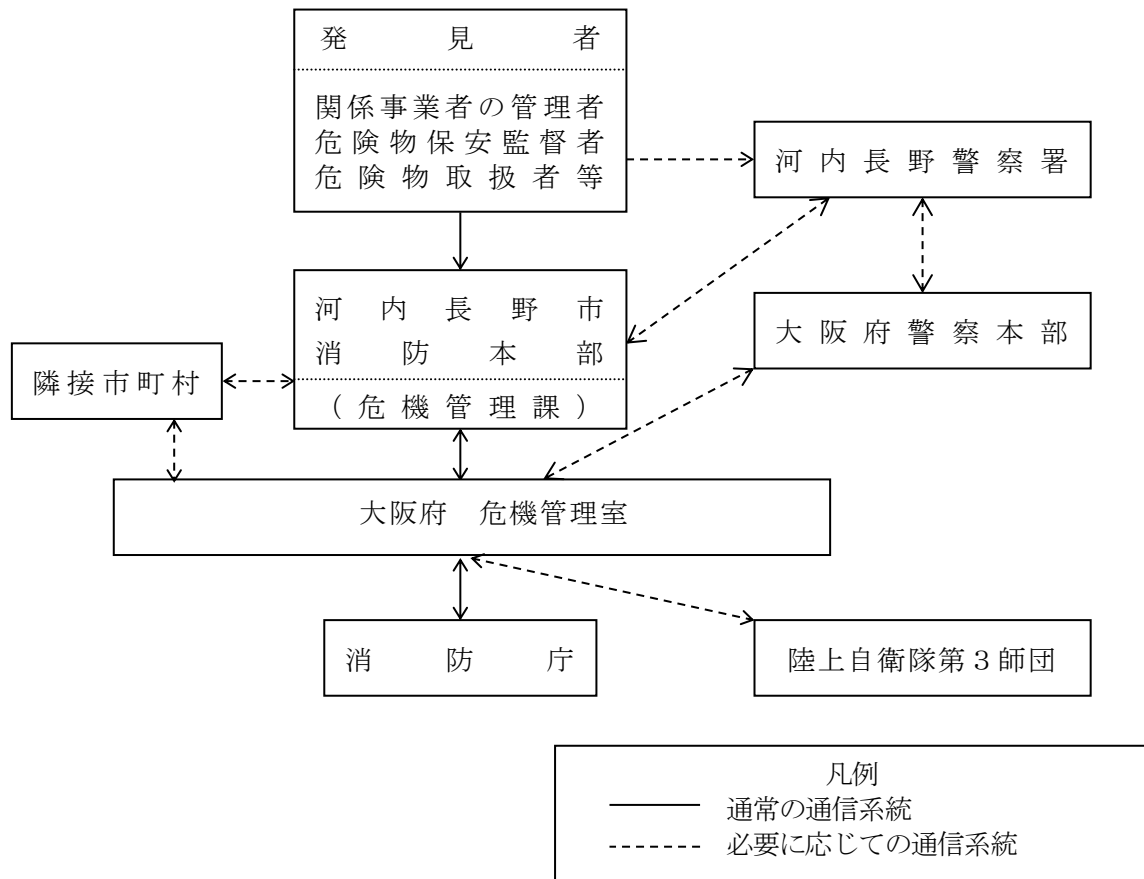 発見者
関係事業者の管理者
危険物保安監督者
危険物取扱者等
河内長野警察署
河内長野市
消防本部
(危機管理課)
大阪府警察本部
隣接市町村
大阪府　危機管理室
消防庁
陸上自衛隊第３師団
凡例
通常の通信系統
必要に応じての通信系統